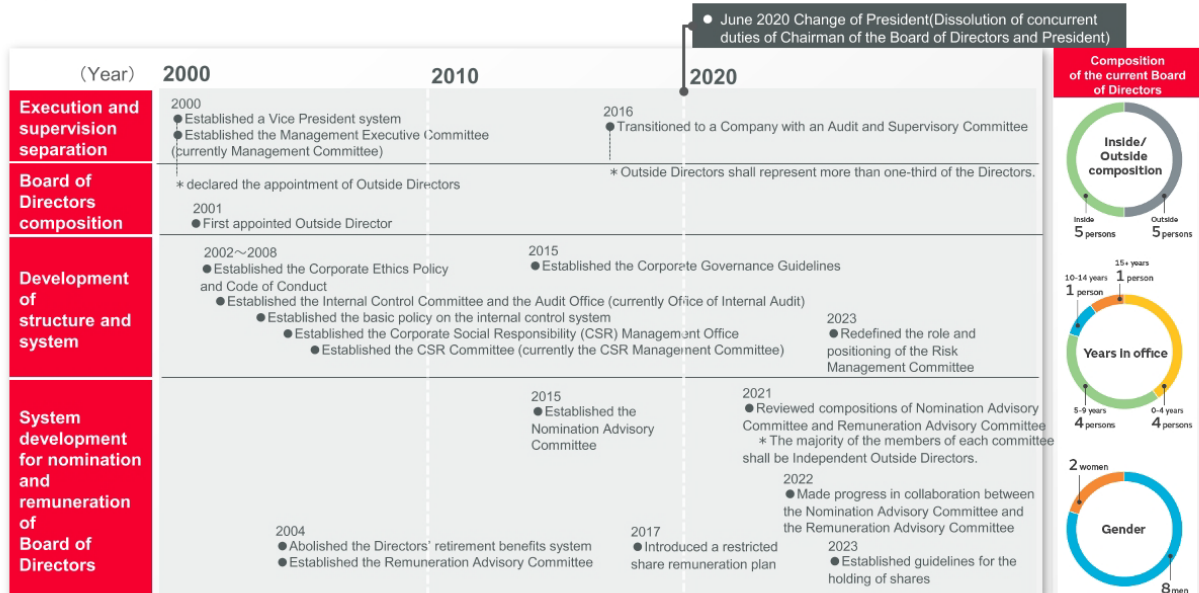 ● June 2020 Change of President(Dissolution of concurrent
duties of Chairman of the Board of Directors and President)
（Year）
2000
2010
2020
Execution and
supervision
separation
2000
●Established a Vice President system
●Established the Management Executive Committee
(currently Management Committee)
2016
●Transitioned to a Company with an Audit and Supervisory Committee
Board of
Directors
composition
＊declared the appointment of Outside Directors
＊Outside Directors shall represent more than one-third of the Directors.
2001
●First appointed Outside Director
Development
of
structure and
system
2002～2008
●Established the Corporate Ethics Policy
and Code of Conduct
●Established the Internal Control Committee and the Audit Office (currently Office of Internal Audit)
●Established the basic policy on the internal control system
●Established the Corporate Social Responsibility (CSR) Management Office
●Established the CSR Committee (currently the CSR Management Committee)
2015
●Established the Corporate Governance Guidelines
2023
●Redefined the role and
positioning of the Risk
Management Committee
System
development
for nomination
and
remuneration
of
Board of
Directors
2004
●Abolished the Directors' retirement benefits system
●Established the Remuneration Advisory Committee
2015
●Established the
Nomination Advisory
Committee
2017
●Introduced a restricted
share remuneration plan
2021
●Reviewed compositions of Nomination Advisory
Committee and Remuneration Advisory Committee
＊The majority of the members of each committee
shall be Independent Outside Directors.
2022
●Made progress in collaboration between
the Nomination Advisory Committee and
the Remuneration Advisory Committee
2023
●Established guidelines for the
holding of shares
Composition
of the current Board
of Directors
Inside/
Outside
composition
Inside
5 persons
Outside
5 persons
15+ years
1 person
10-14 years
1 person
Years in office
5-9 years
4 persons
0-4 years
4 persons
2 women
Gender
8 men